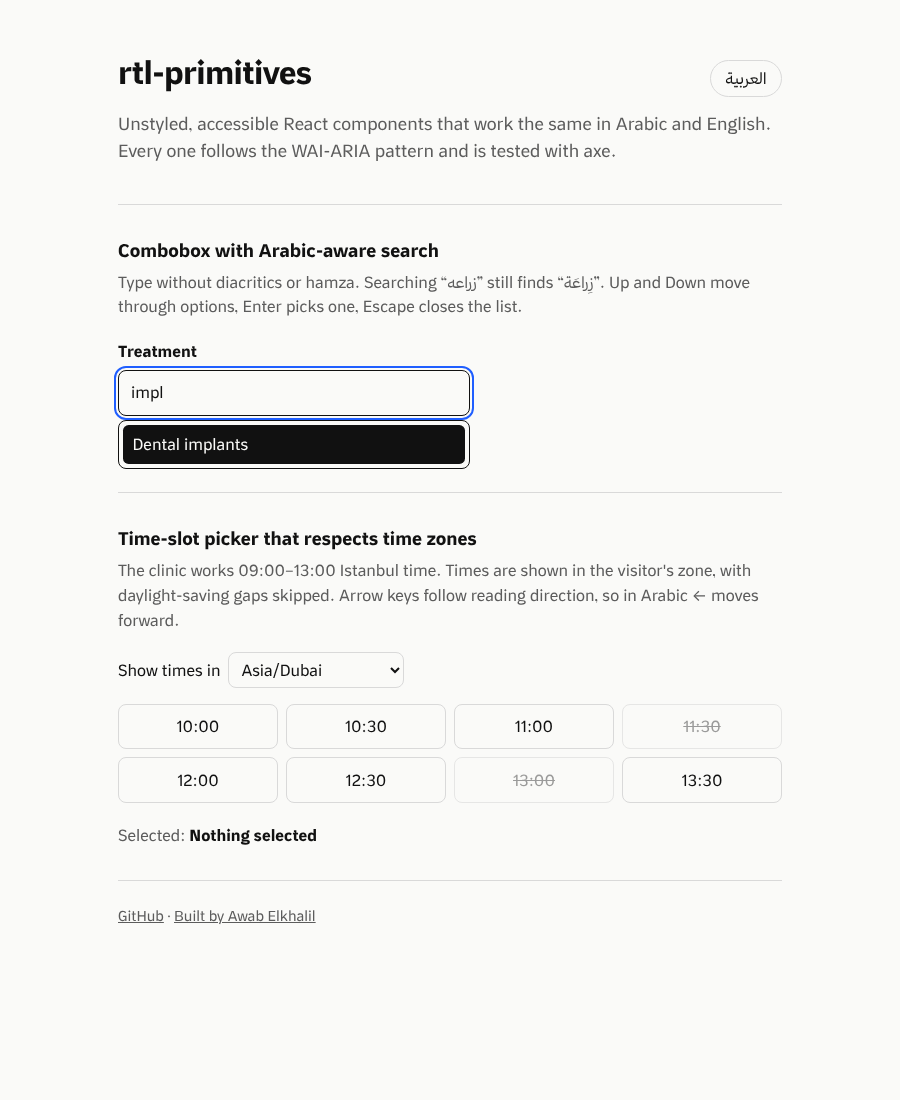 rtl-primitives
العربية
Unstyled, accessible React components that work the same in Arabic and English.
Every one follows the WAI-ARIA pattern and is tested with axe.
Combobox with Arabic-aware search
Type without diacritics or hamza. Searching “زراعه” still finds “زِراعَة”. Up and Down move
through options, Enter picks one, Escape closes the list.
Treatment
impl
Dental implants
Time-slot picker that respects time zones
The clinic works 09:00–13:00 Istanbul time. Times are shown in the visitor's zone, with
daylight-saving gaps skipped. Arrow keys follow reading direction, so in Arabic ← moves
forward.
Show times in Asia/Dubai
10:00 10:30 11:00 11:30
12:00 12:30 13:00 13:30
Selected: Nothing selected
GitHub · Built by Awab Elkhalil